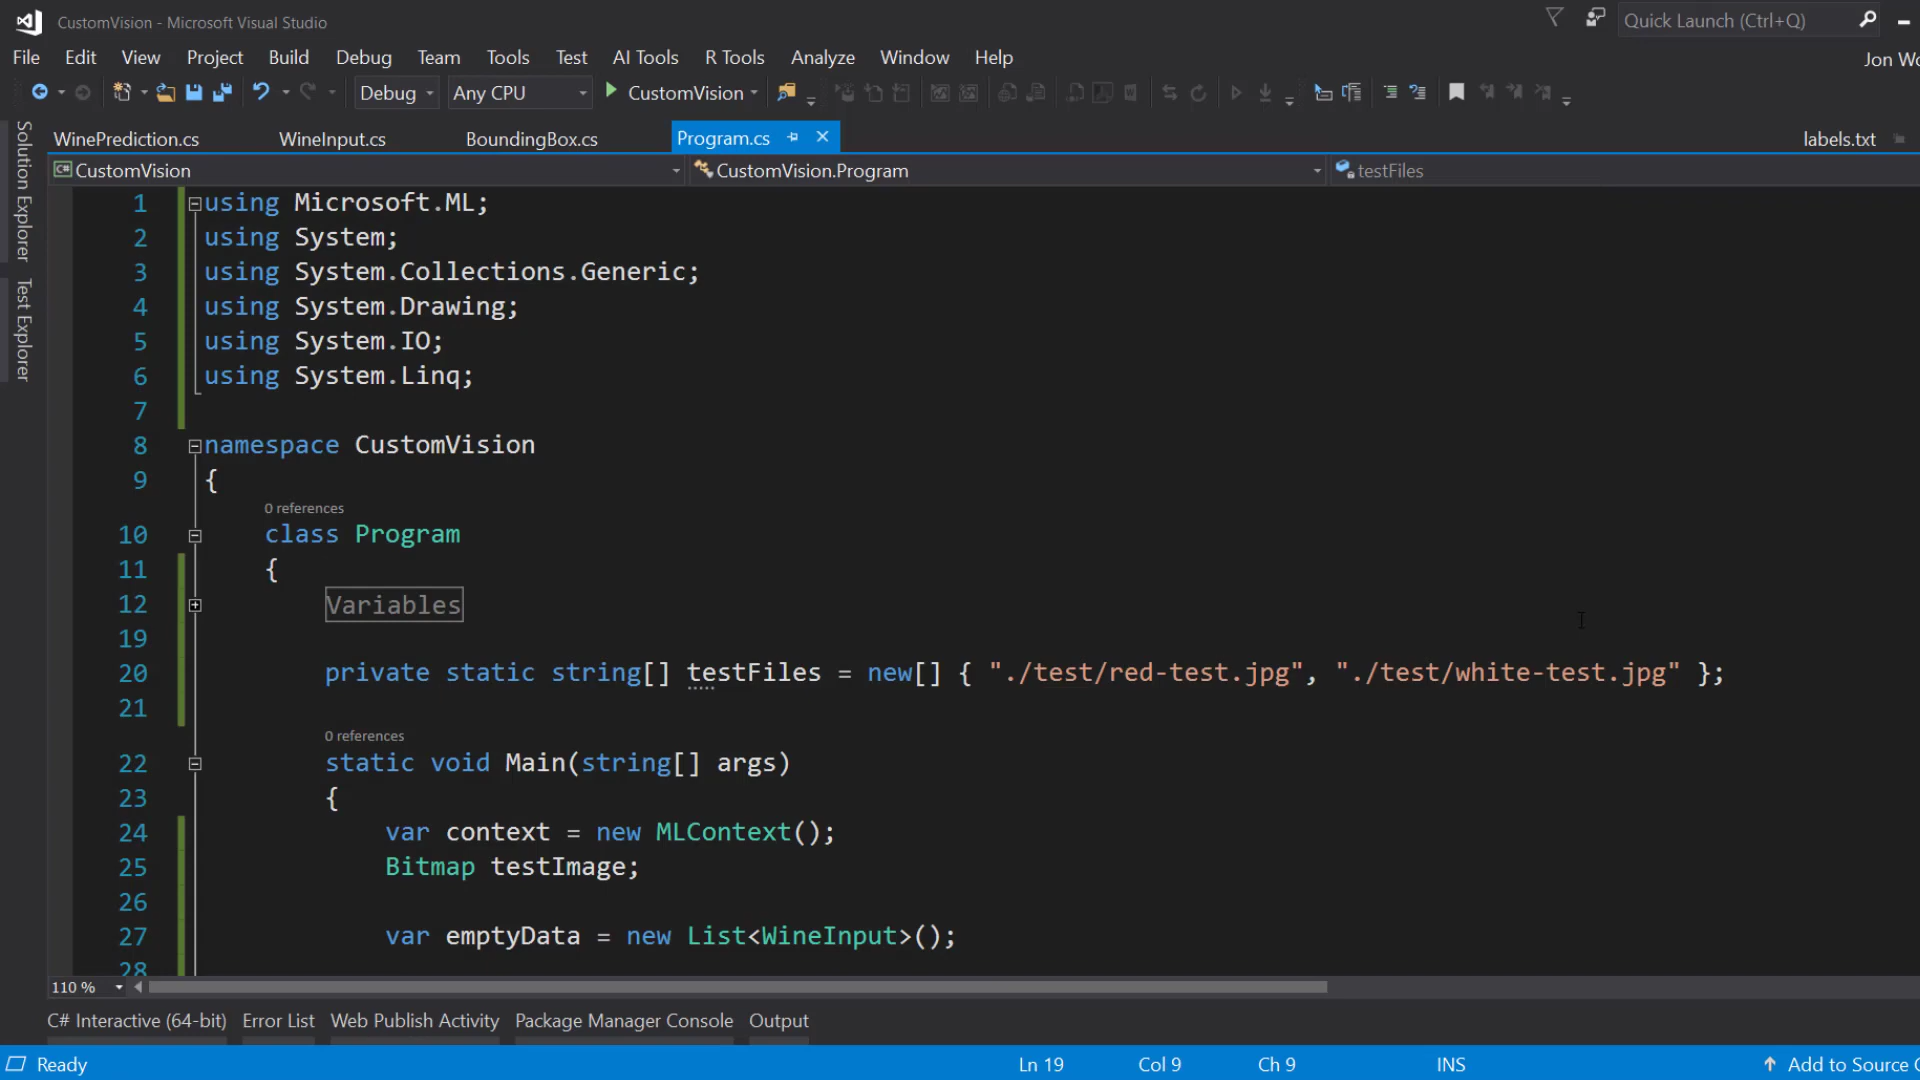 CustomVision - Microsoft Visual Studio
Quick Launch (Ctrl+Q)
File Edit View Project Build Debug Team Tools Test AI Tools R Tools Analyze Window Help
Jon Wo
Debug Any CPU CustomVision
WinePrediction.cs WineInput.cs BoundingBox.cs Program.cs labels.txt
C# CustomVision CustomVision.Program testFiles
Solution Explorer
Test Explorer
1 using Microsoft.ML;
2 using System;
3 using System.Collections.Generic;
4 using System.Drawing;
5 using System.IO;
6 using System.Linq;
7
8 namespace CustomVision
9 {
0 references
10 class Program
11 {
12 Variables
19
20 private static string[] testFiles = new[] { "./test/red-test.jpg", "./test/white-test.jpg" };
21
0 references
22 static void Main(string[] args)
23 {
24 var context = new MLContext();
25 Bitmap testImage;
26
27 var emptyData = new List<WineInput>();
28
110 %
C# Interactive (64-bit) Error List Web Publish Activity Package Manager Console Output
Ready Ln 19 Col 9 Ch 9 INS Add to Source C